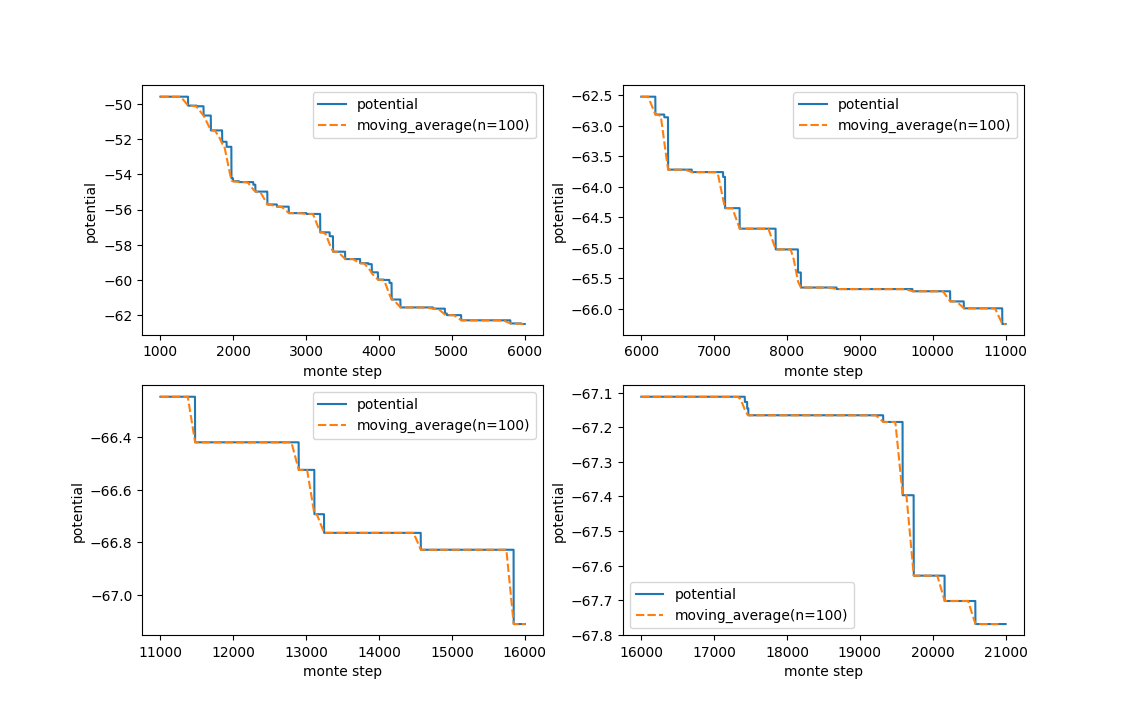 potential
moving_average(n=100)
−50
−52
−54
−56
−58
−60
−62
potential
1000 2000 3000 4000 5000 6000
monte step
potential
moving_average(n=100)
−62.5
−63.0
−63.5
−64.0
−64.5
−65.0
−65.5
−66.0
potential
6000 7000 8000 9000 10000 11000
monte step
potential
moving_average(n=100)
−66.4
−66.6
−66.8
−67.0
potential
11000 12000 13000 14000 15000 16000
monte step
−67.1
−67.2
−67.3
−67.4
−67.5
−67.6
−67.7
−67.8
potential
potential
moving_average(n=100)
16000 17000 18000 19000 20000 21000
monte step